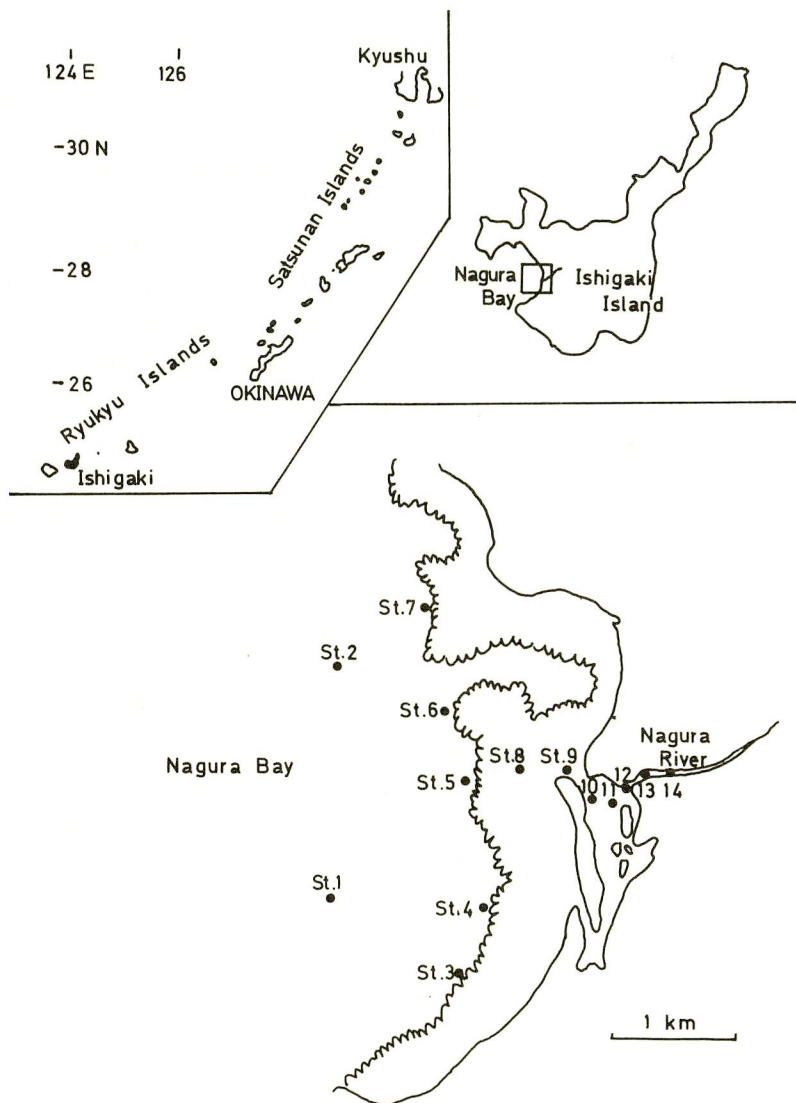 Kyushu
124 E 126
-30 N
Satsunan Islands
-28
Ryukyu Islands
-26
OKINAWA
Ishigaki
Nagura
Bay
Ishigaki
Island
St.7
St.2
St.6
Nagura
River
Nagura Bay
St.8
St.9
St.5
12
10 11 13 14
St.1
St.4
St.3
1 km